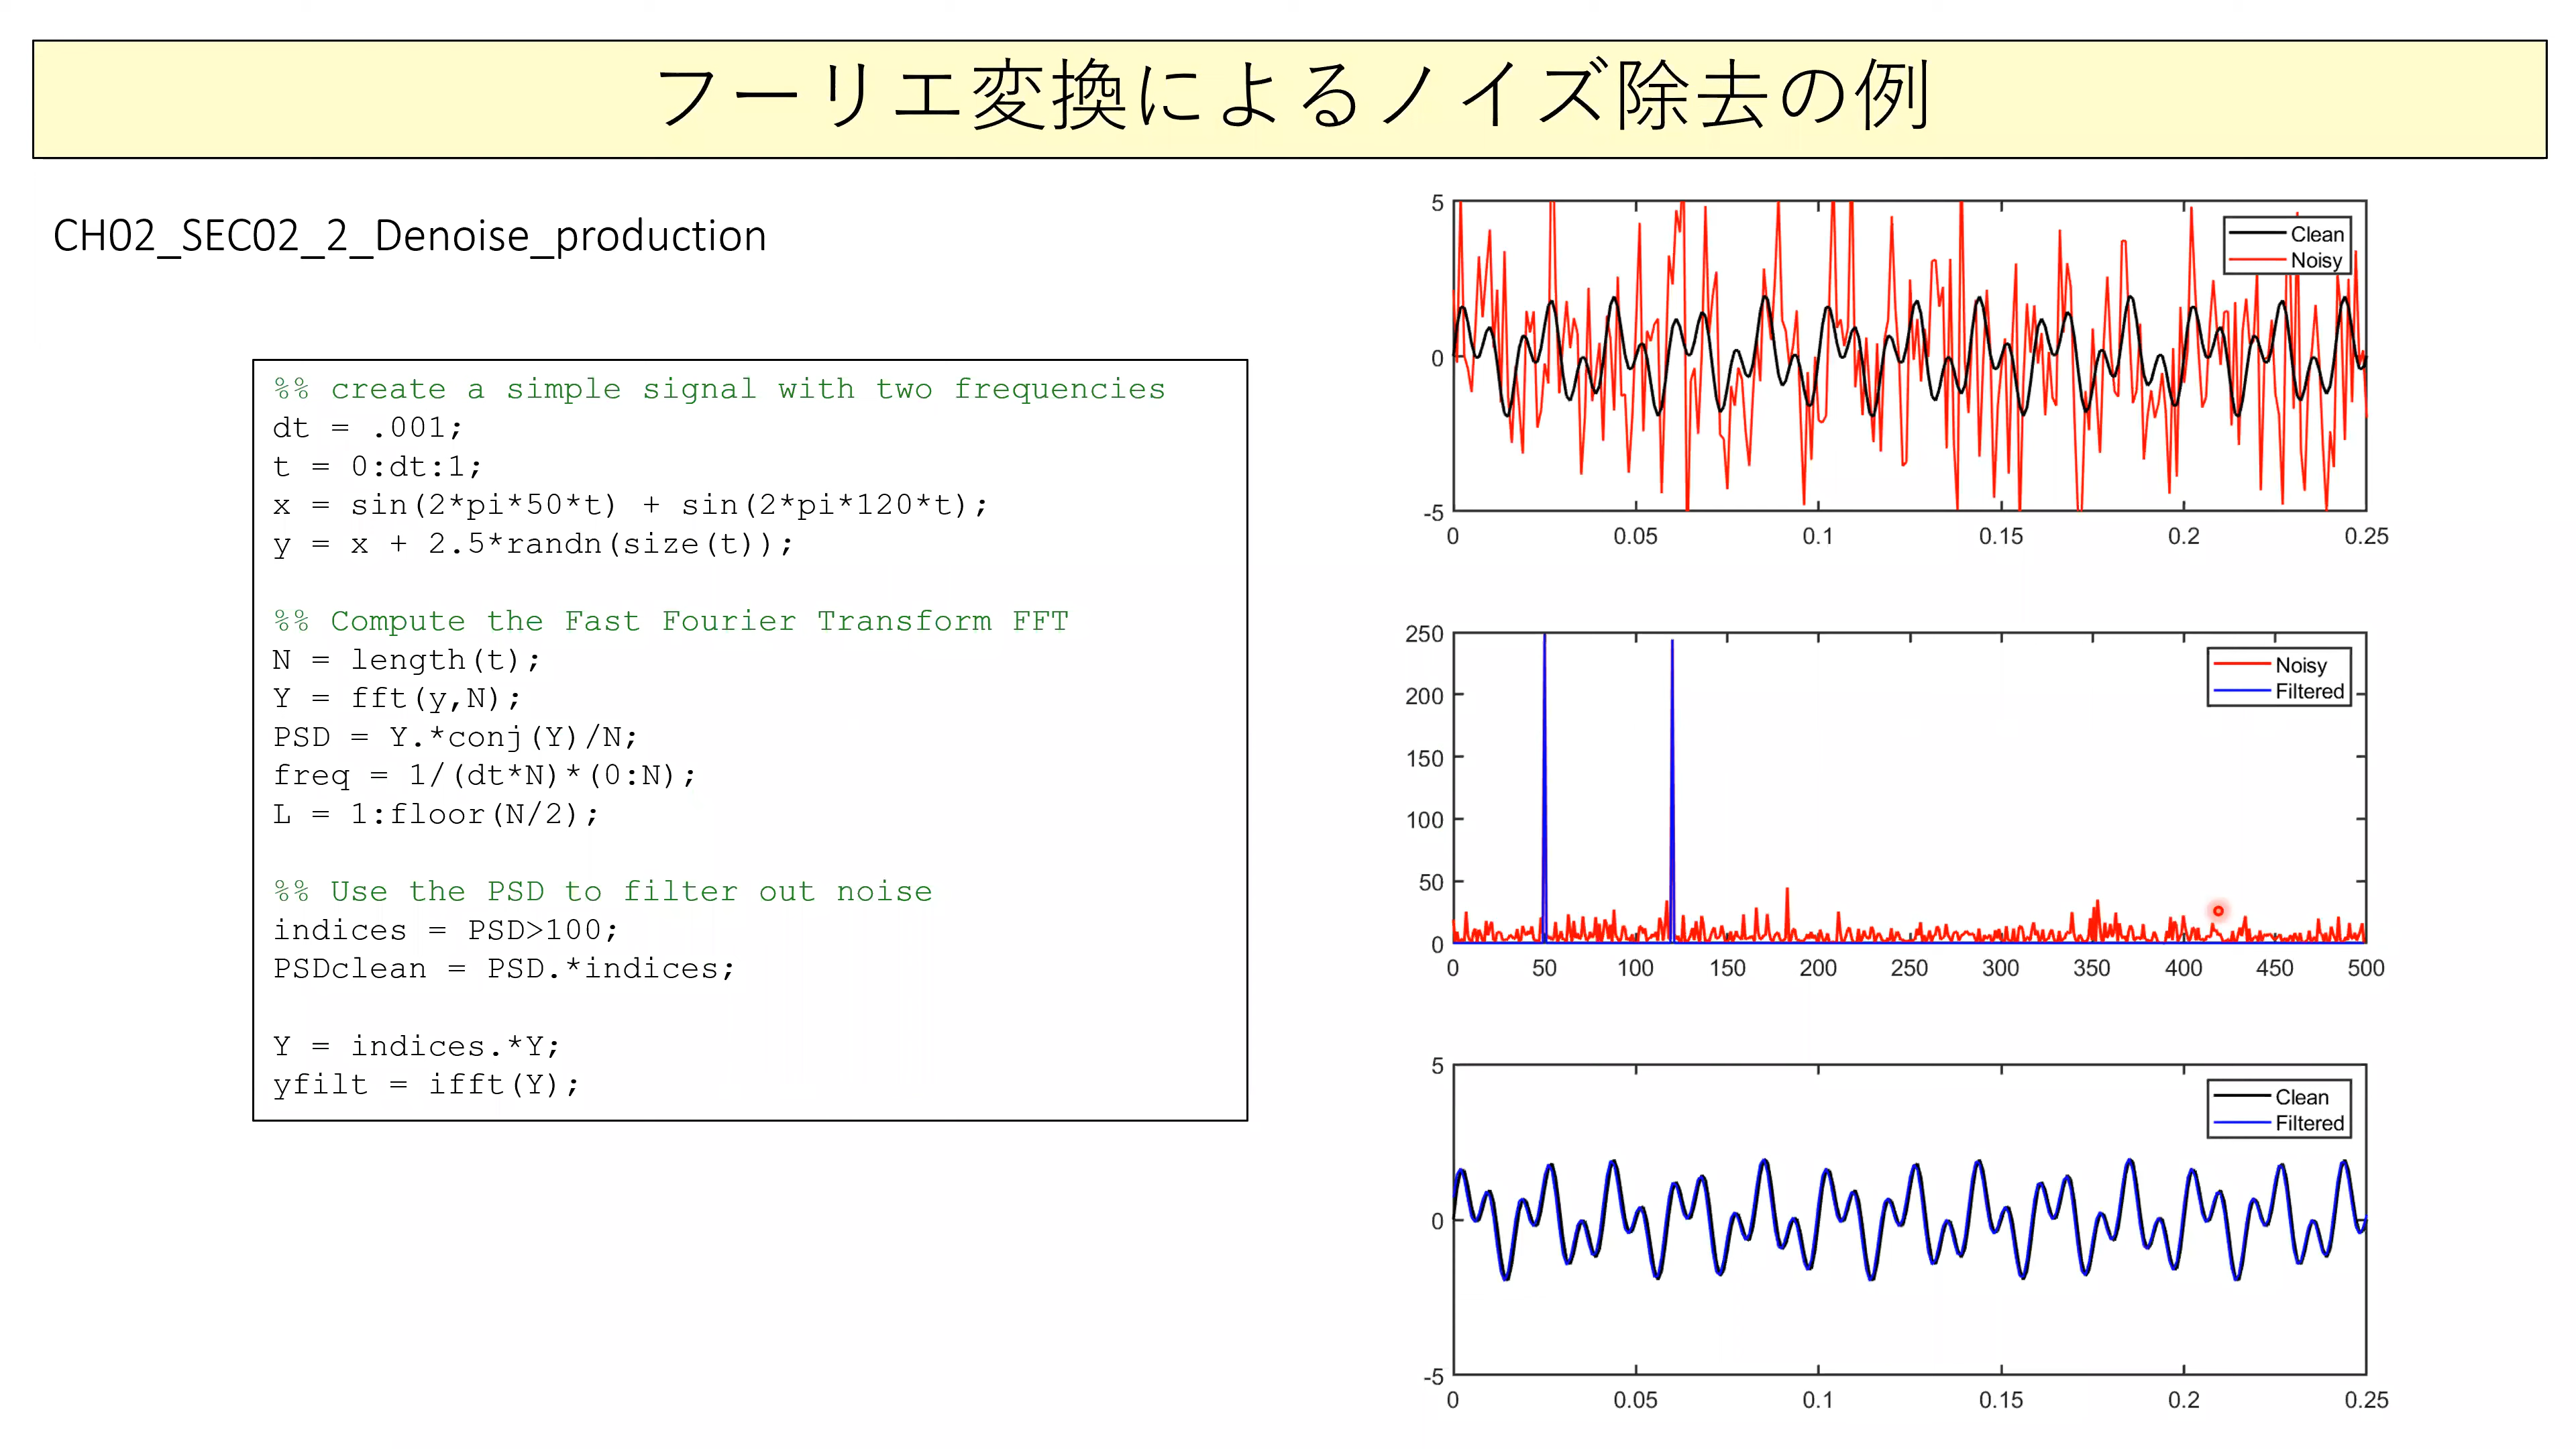 フーリエ変換によるノイズ除去の例
CH02_SEC02_2_Denoise_production
%% create a simple signal with two frequencies
dt = .001;
t = 0:dt:1;
x = sin(2*pi*50*t) + sin(2*pi*120*t);
y = x + 2.5*randn(size(t));
%% Compute the Fast Fourier Transform FFT
N = length(t);
Y = fft(y,N);
PSD = Y.*conj(Y)/N;
freq = 1/(dt*N)*(0:N);
L = 1:floor(N/2);
%% Use the PSD to filter out noise
indices = PSD>100;
PSDclean = PSD.*indices;
Y = indices.*Y;
yfilt = ifft(Y);
5
0
-5
Clean
Noisy
0 0.05 0.1 0.15 0.2 0.25
250
200
150
100
50
0
Noisy
Filtered
0 50 100 150 200 250 300 350 400 450 500
5
0
-5
Clean
Filtered
0 0.05 0.1 0.15 0.2 0.25